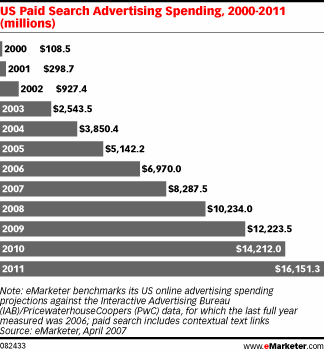 US Paid Search Advertising Spending, 2000-2011
(millions)
2000 $108.5
2001 $298.7
2002 $927.4
2003 $2,543.5
2004 $3,850.4
2005 $5,142.2
2006 $6,970.0
2007 $8,287.5
2008 $10,234.0
2009 $12,223.5
2010 $14,212.0
2011 $16,151.3
Note: eMarketer benchmarks its US online advertising spending
projections against the Interactive Advertising Bureau
(IAB)/PricewaterhouseCoopers (PwC) data, for which the last full year
measured was 2006; paid search includes contextual text links
Source: eMarketer, April 2007
082433 www.eMarketer.com